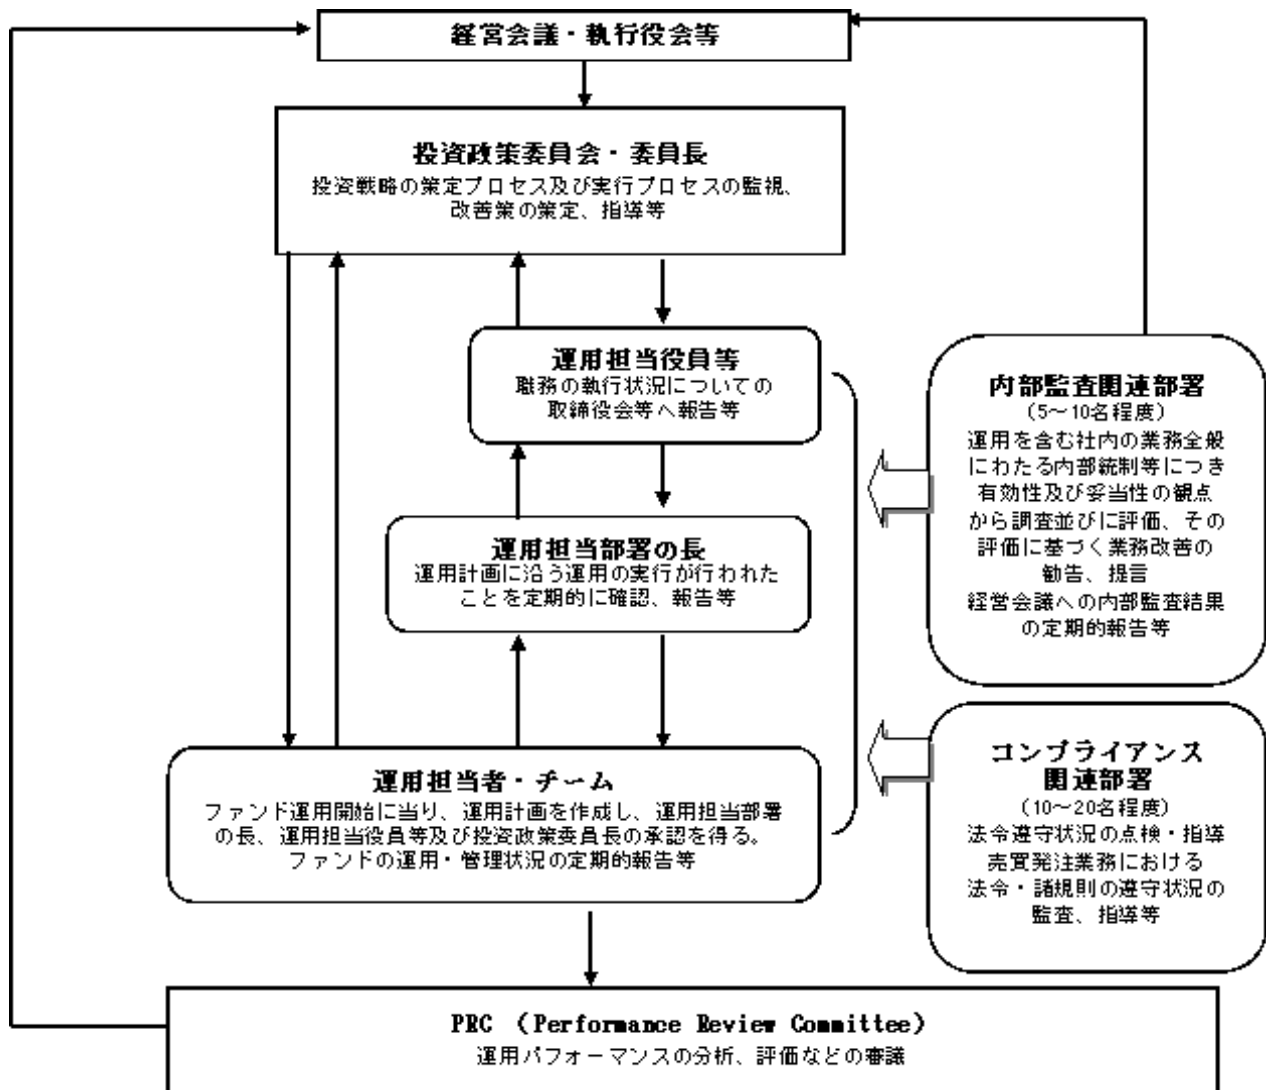 経営会議・執行役会等
投資政策委員会・委員長
投資戦略の策定プロセス及び実行プロセスの監視、
改善策の策定、指導等
運用担当役員等
職務の執行状況についての
取締役会等へ報告等
運用担当部署の長
運用計画に沿う運用の実行が行われた
ことを定期的に確認、報告等
運用担当者・チーム
ファンド運用開始に当り、運用計画を作成し、運用担当部署
の長、運用担当役員等及び投資政策委員長の承認を得る。
ファンドの運用・管理状況の定期的報告等
内部監査関連部署
（5～10名程度）
運用を含む社内の業務全般
にわたる内部統制等につき
有効性及び妥当性の観点
から調査並びに評価、その
評価に基づく業務改善の
勧告、提言
経営会議への内部監査結果
の定期的報告等
コンプライアンス
関連部署
（10～20名程度）
法令遵守状況の点検・指導
売買発注業務における
法令・諸規則の遵守状況の
監査、指導等
PRC （Performance Review Committee）
運用パフォーマンスの分析、評価などの審議